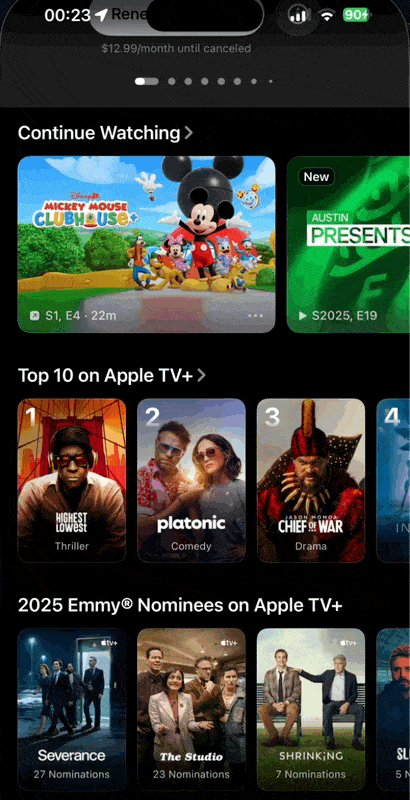 00:23
Rene
90
$12.99/month until canceled
Continue Watching
Disney
MICKEY MOUSE
CLUBHOUSE+
S1, E4 · 22m
New
AUSTIN
PRESENTS
S2025, E19
Top 10 on Apple TV+
1
HIGHEST
LOWEST
Thriller
2
platonic
Comedy
3
JASON MOMOA
CHIEF OF WAR
Drama
4
IN
2025 Emmy® Nominees on Apple TV+
tv+
Severance
27 Nominations
tv+
The Studio
23 Nominations
tv+
SHRINKING
7 Nominations
SL
5 N